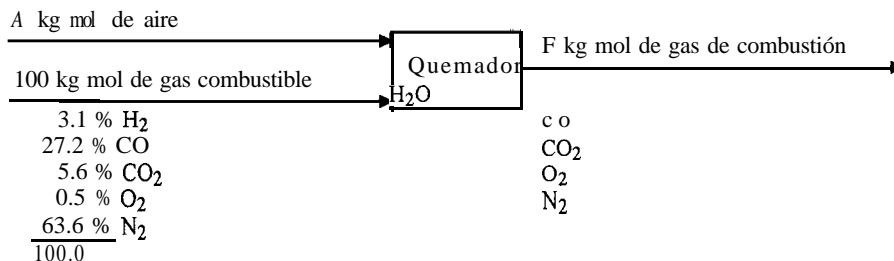 A kg mol de aire
F kg mol de gas de combustión
Quemador
100 kg mol de gas combustible
H₂O
3.1 % H₂
27.2 % CO
5.6 % CO₂
0.5 % O₂
63.6 % N₂
100.0
c o
CO₂
O₂
N₂